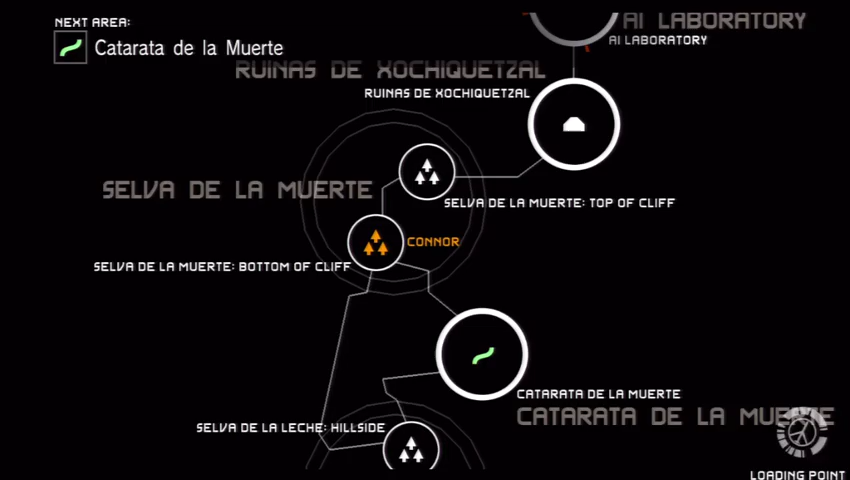 NEXT AREA:
Catarata de la Muerte
AI LABORATORY
AI LABORATORY
RUINAS DE XOCHIQUETZAL
RUINAS DE XOCHIQUETZAL
SELVA DE LA MUERTE
SELVA DE LA MUERTE: TOP OF CLIFF
CONNOR
SELVA DE LA MUERTE: BOTTOM OF CLIFF
CATARATA DE LA MUERTE
CATARATA DE LA MUERTE
SELVA DE LA LECHE: HILLSIDE
LOADING POINT